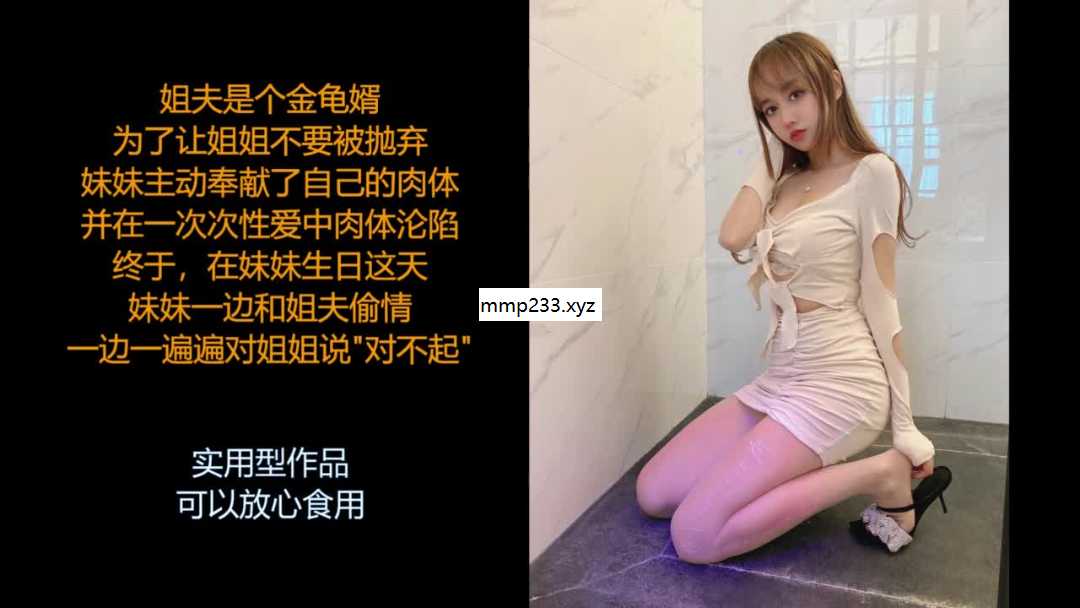 姐夫是个金龟婿
为了让姐姐不要被抛弃
妹妹主动奉献了自己的肉体
并在一次次性爱中肉体沦陷
终于，在妹妹生日这天
妹妹一边和姐夫偷情
一边一遍遍对姐姐说"对不起"
mmp233.xyz
实用型作品
可以放心食用